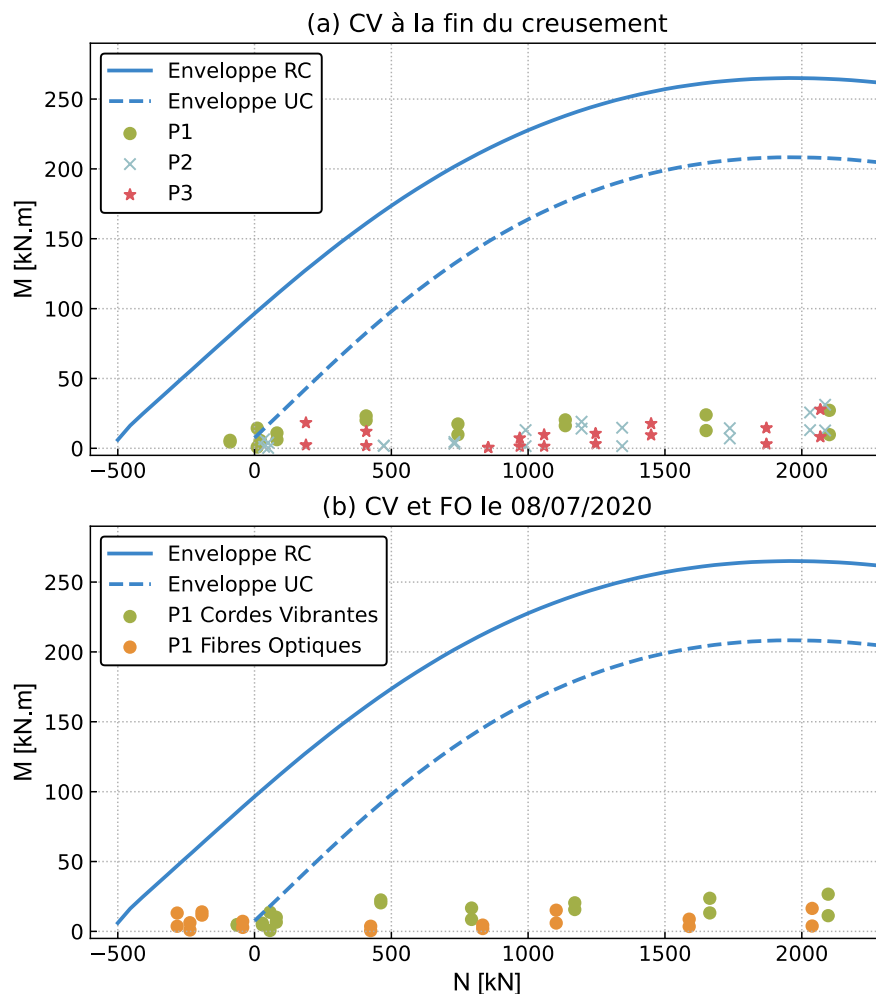 (a) CV à la fin du creusement
M [kN.m]
250
200
150
100
50
0
Enveloppe RC
Enveloppe UC
P1
P2
P3
−500 0 500 1000 1500 2000
(b) CV et FO le 08/07/2020
M [kN.m]
250
200
150
100
50
0
Enveloppe RC
Enveloppe UC
P1 Cordes Vibrantes
P1 Fibres Optiques
−500 0 500 1000 1500 2000
N [kN]